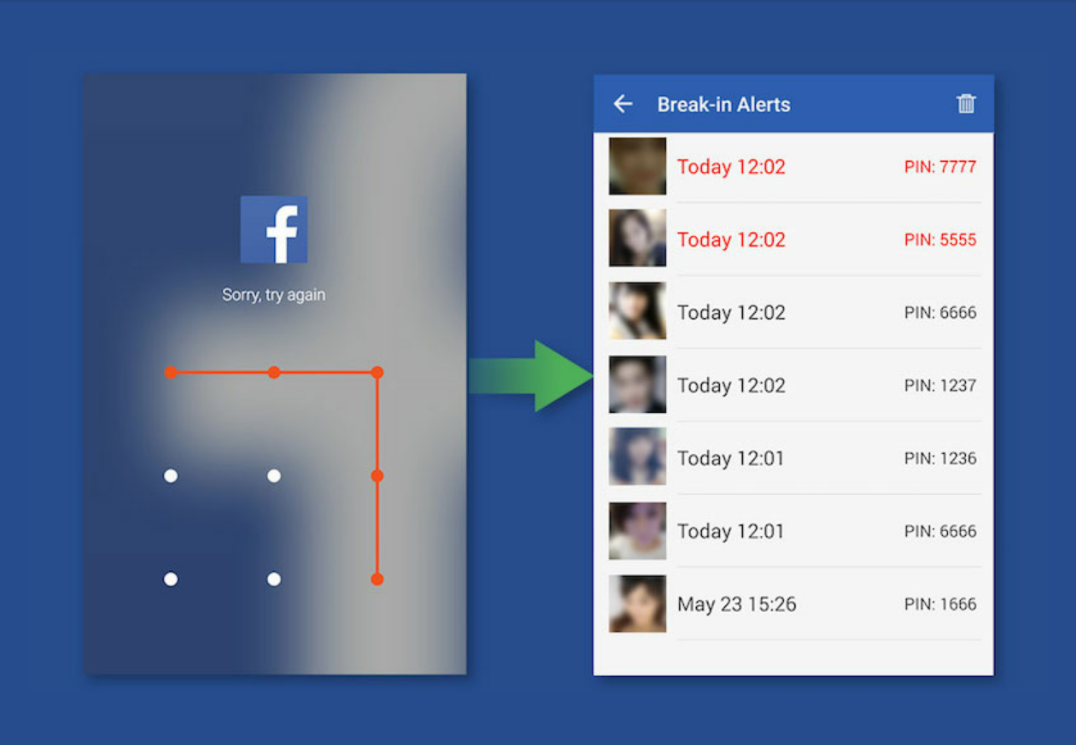 Sorry, try again
Break-in Alerts
Today 12:02 PIN: 7777
Today 12:02 PIN: 5555
Today 12:02 PIN: 6666
Today 12:02 PIN: 1237
Today 12:01 PIN: 1236
Today 12:01 PIN: 6666
May 23 15:26 PIN: 1666